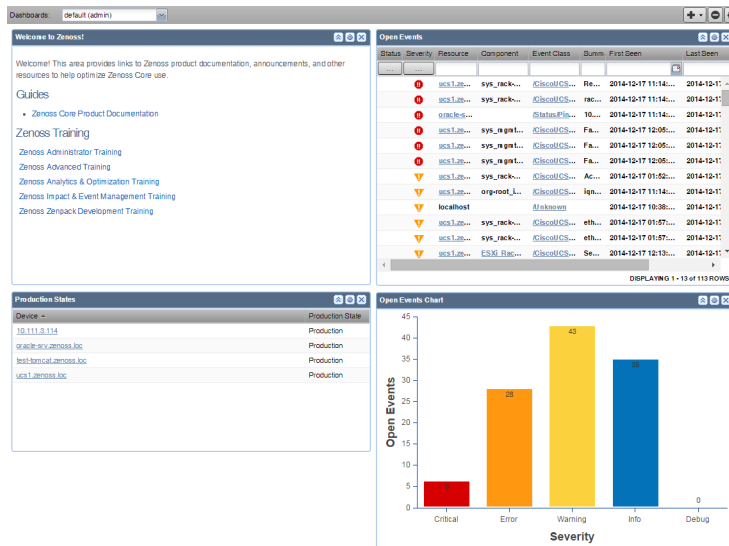 Dashboards: default (admin)
Welcome to Zenoss!
Welcome! This area provides links to Zenoss product documentation, announcements, and other
resources to help optimize Zenoss Core use.
Guides
Zenoss Core Product Documentation
Zenoss Training
Zenoss Administrator Training
Zenoss Advanced Training
Zenoss Analytics & Optimization Training
Zenoss Impact & Event Management Training
Zenoss Zenpack Development Training
Open Events
Status Severity Resource Component Event Class Summ First Seen Last Seen
... ...
ucs1.ze... sys_rack-... /CiscoUCS... Re... 2014-12-17 11:14:... 2014-12-17
ucs1.ze... sys_rack-... /CiscoUCS... rac... 2014-12-17 11:14:... 2014-12-17
oracle-s... /Status/Pin... 10.... 2014-12-17 11:14:... 2014-12-17
ucs1.ze... sys_mgmt... /CiscoUCS... Fa... 2014-12-17 12:05:... 2014-12-17
ucs1.ze... sys_mgmt... /CiscoUCS... Fa... 2014-12-17 12:05:... 2014-12-17
ucs1.ze... sys_mgmt... /CiscoUCS... Fa... 2014-12-17 12:05:... 2014-12-17
ucs1.ze... sys_rack-... /CiscoUCS... Ac... 2014-12-17 01:52:... 2014-12-17
ucs1.ze... org-root_i... /CiscoUCS... iqn... 2014-12-17 11:14:... 2014-12-17
localhost /Unknown 2014-12-17 10:38:... 2014-12-17
ucs1.ze... sys_rack-... /CiscoUCS... eth... 2014-12-17 01:57:... 2014-12-17
ucs1.ze... sys_rack-... /CiscoUCS... eth... 2014-12-17 01:57:... 2014-12-17
ucs1.ze... ESXi_Rac... /CiscoUCS... Se... 2014-12-17 12:13:... 2014-12-17
DISPLAYING 1 - 13 of 113 ROWS
Production States
Device Production State
10.111.3.114 Production
oracle-srv.zenoss.loc Production
test-tomcat.zenoss.loc Production
ucs1.zenoss.loc Production
Open Events Chart
45
40
35
30
25
20
15
10
5
0
Open Events
6 28 43 35 0
Critical Error Warning Info Debug
Severity